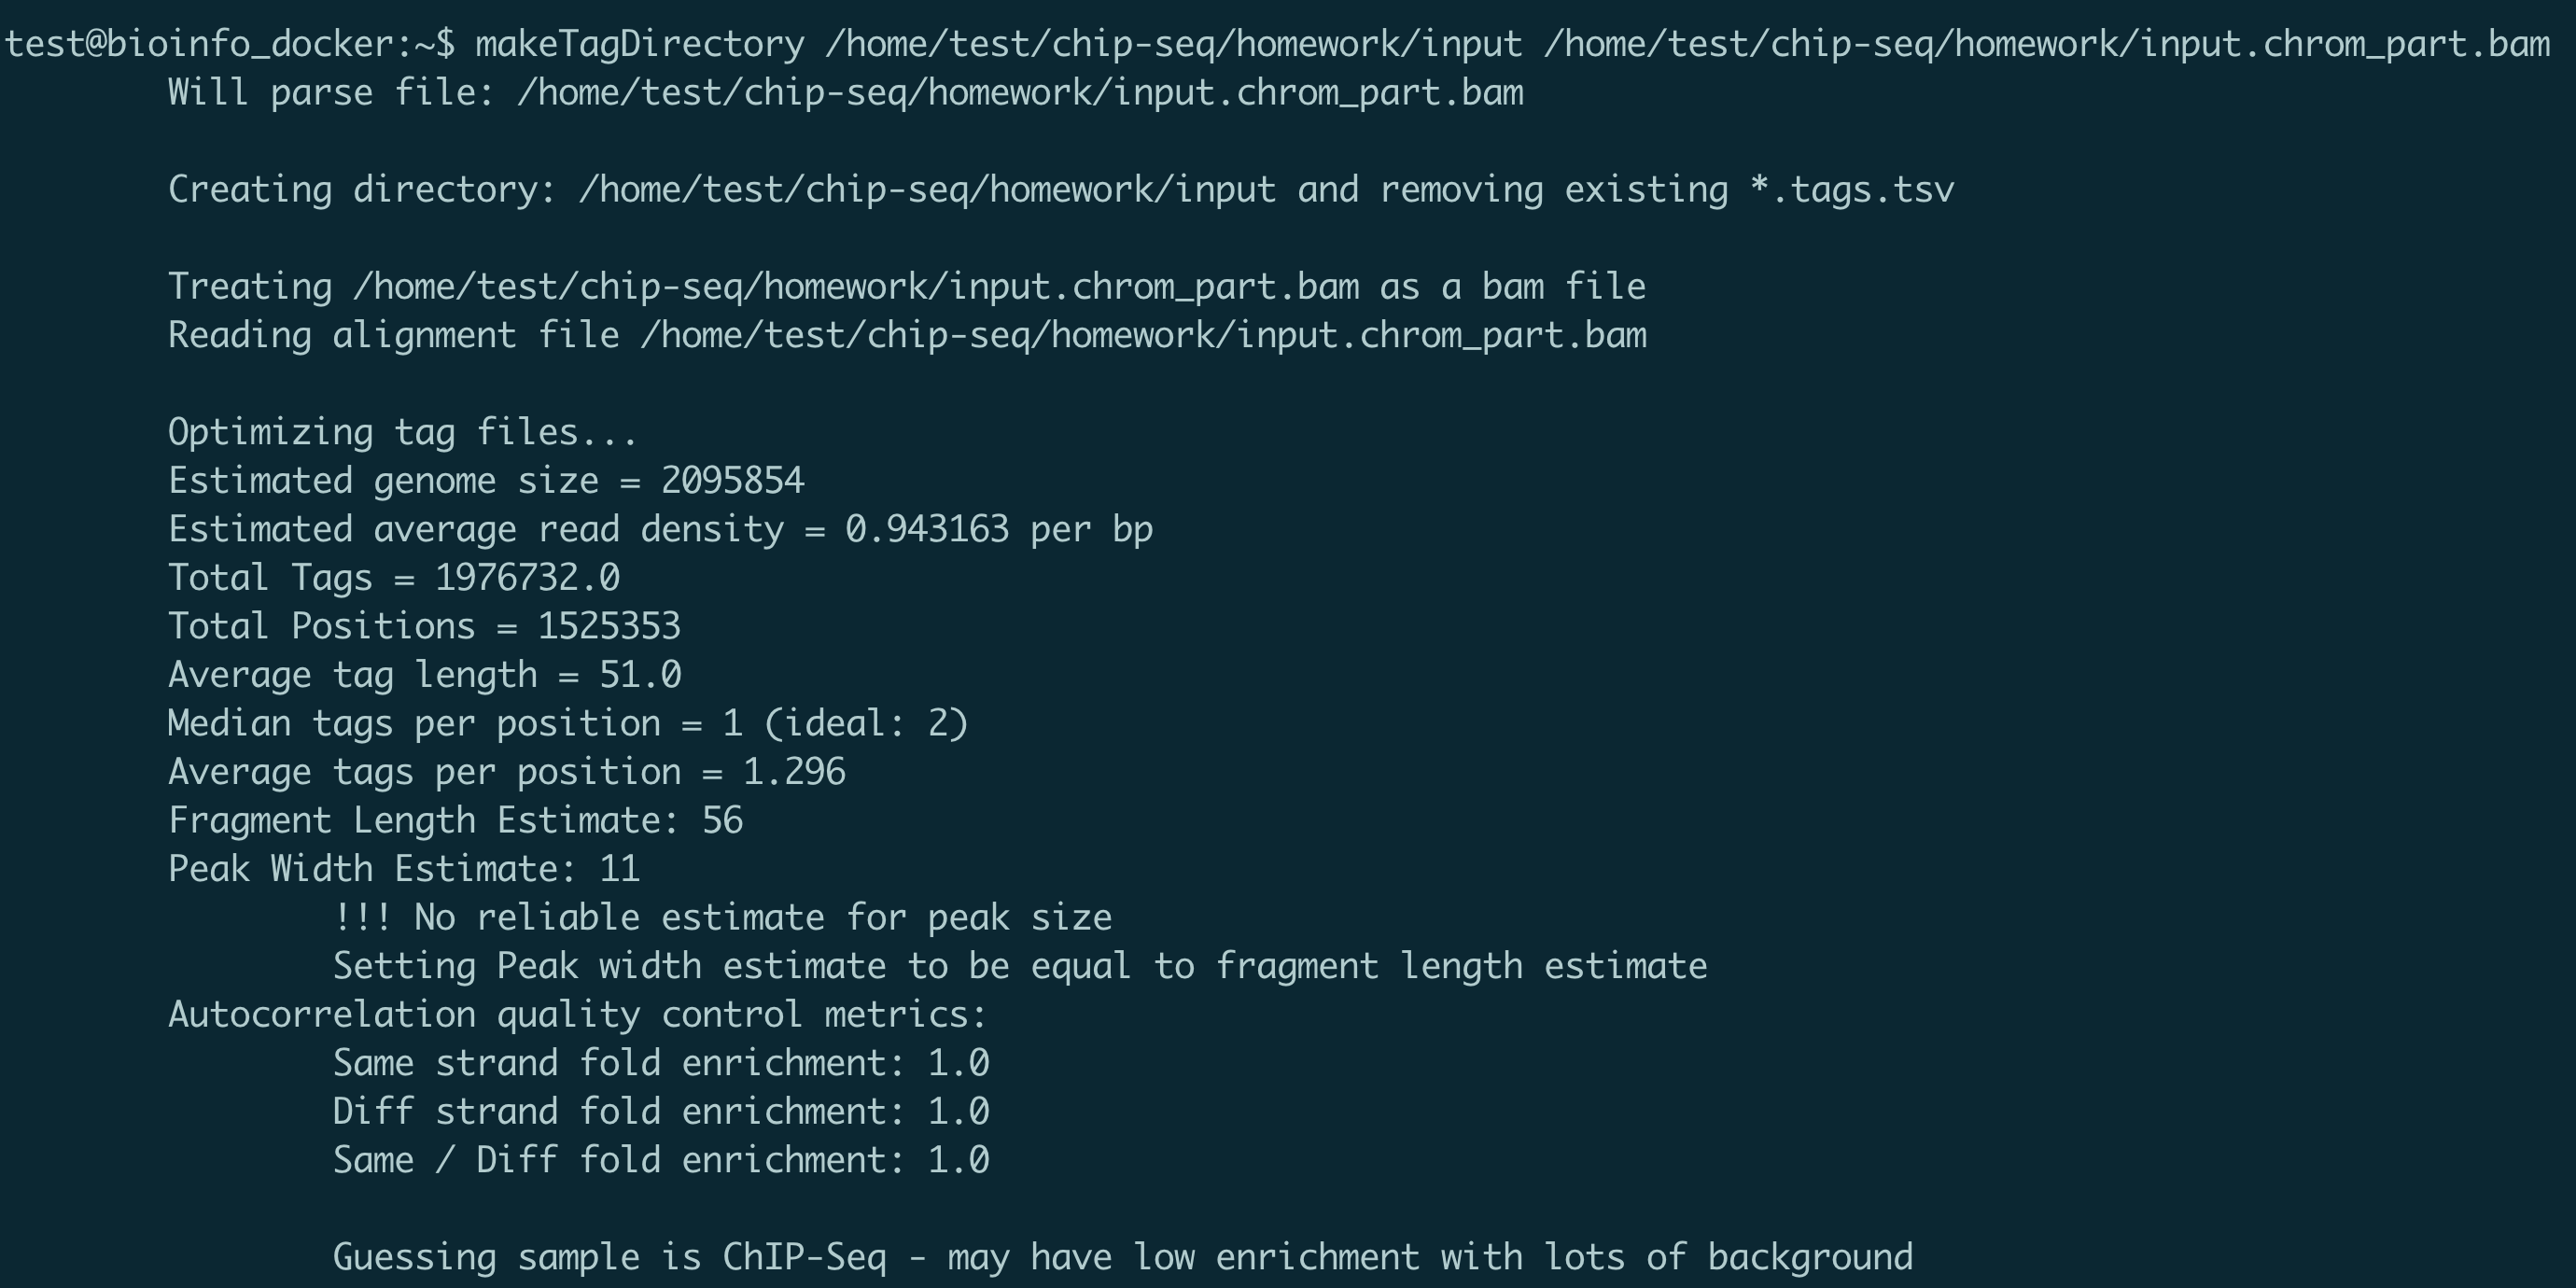 test@bioinfo_docker:~$ makeTagDirectory /home/test/chip-seq/homework/input /home/test/chip-seq/homework/input.chrom_part.bam
Will parse file: /home/test/chip-seq/homework/input.chrom_part.bam
Creating directory: /home/test/chip-seq/homework/input and removing existing *.tags.tsv
Treating /home/test/chip-seq/homework/input.chrom_part.bam as a bam file
Reading alignment file /home/test/chip-seq/homework/input.chrom_part.bam
Optimizing tag files...
Estimated genome size = 2095854
Estimated average read density = 0.943163 per bp
Total Tags = 1976732.0
Total Positions = 1525353
Average tag length = 51.0
Median tags per position = 1 (ideal: 2)
Average tags per position = 1.296
Fragment Length Estimate: 56
Peak Width Estimate: 11
!!! No reliable estimate for peak size
Setting Peak width estimate to be equal to fragment length estimate
Autocorrelation quality control metrics:
Same strand fold enrichment: 1.0
Diff strand fold enrichment: 1.0
Same / Diff fold enrichment: 1.0
Guessing sample is ChIP-Seq - may have low enrichment with lots of background